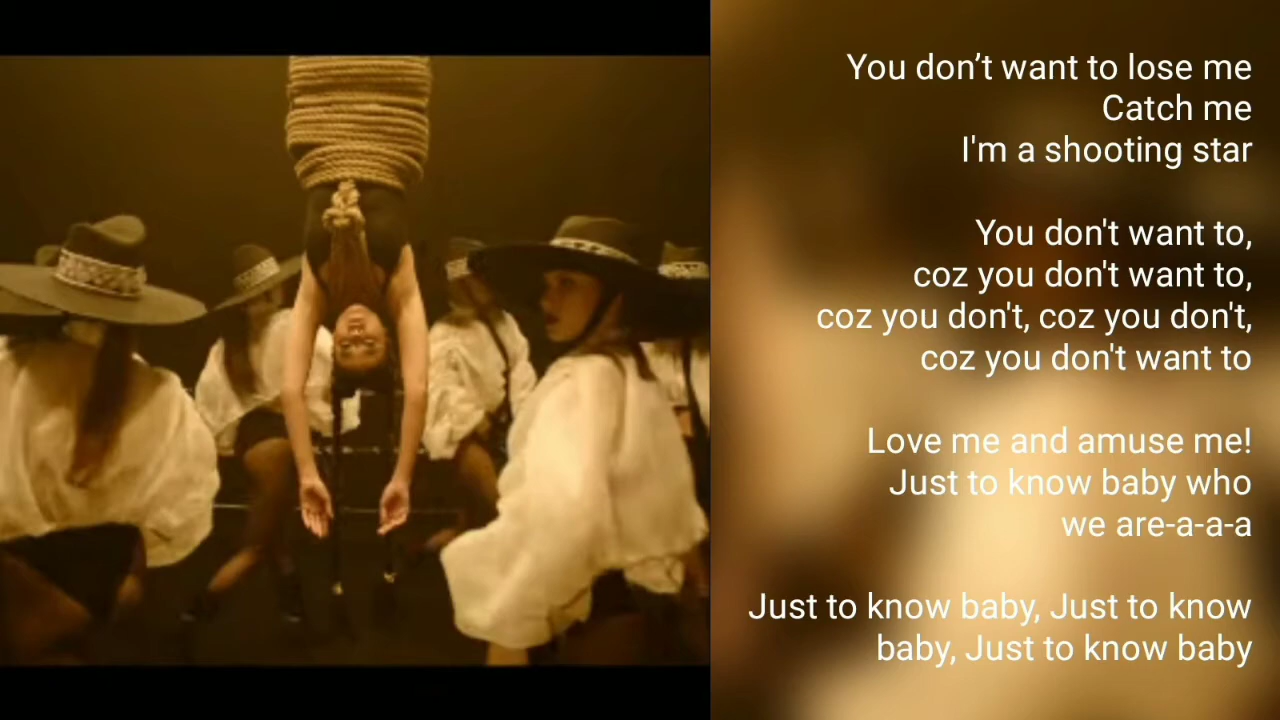 You don’t want to lose me
Catch me
I'm a shooting star
You don't want to,
coz you don't want to,
coz you don't, coz you don't,
coz you don't want to
Love me and amuse me!
Just to know baby who
we are-a-a-a
Just to know baby, Just to know
baby, Just to know baby